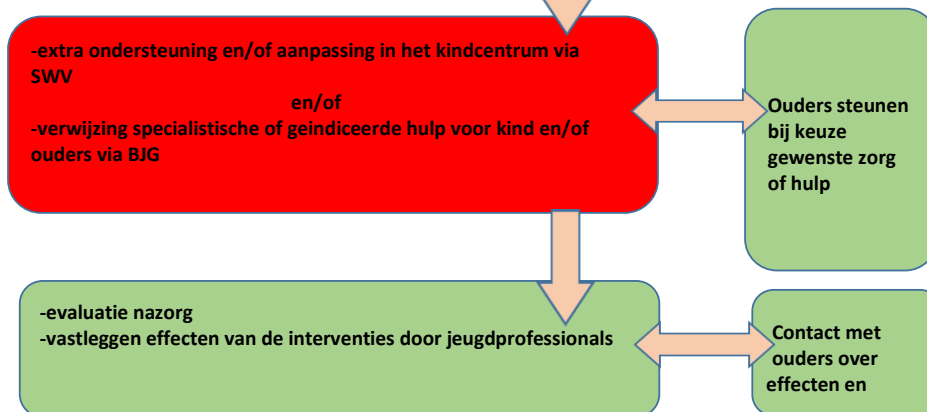 -extra ondersteuning en/of aanpassing in het kindcentrum via
SWV
en/of
-verwijzing specialistische of geindiceerde hulp voor kind en/of
ouders via BJG
Ouders steunen
bij keuze
gewenste zorg
of hulp
-evaluatie nazorg
-vastleggen effecten van de interventies door jeugdprofessionals
Contact met
ouders over
effecten en